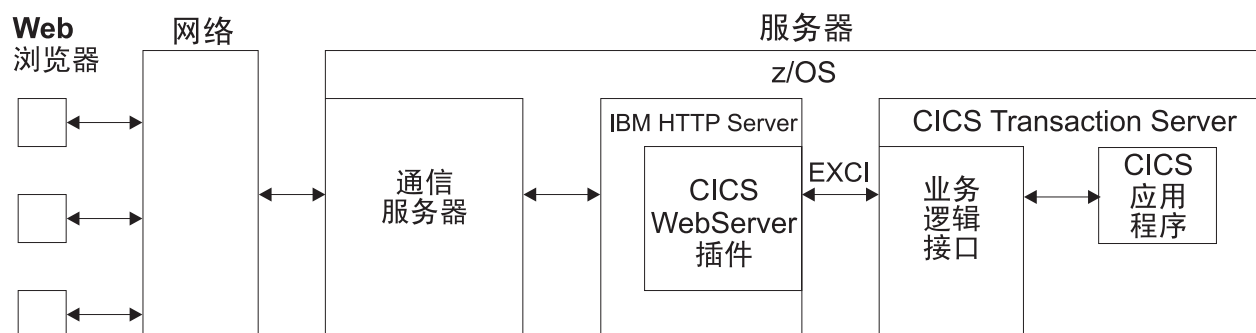 Web
浏览器
网络
服务器
z/OS
IBM HTTP Server
CICS Transaction Server
通信
服务器
CICS
WebServer
插件
EXCI
业务
逻辑
接口
CICS
应用
程序